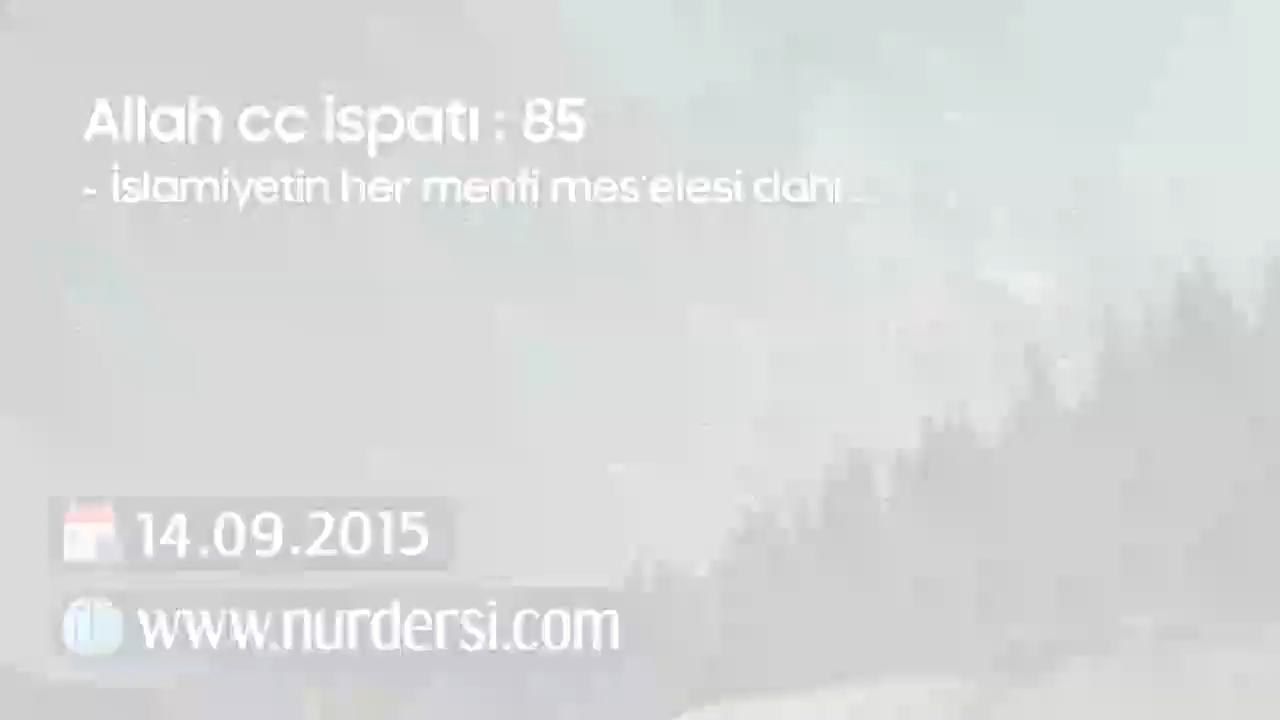 Allah cc ispatı : 85
- İslamiyetin her menfi mes'elesi dahi ...
14.09.2015
www.nurdersi.com